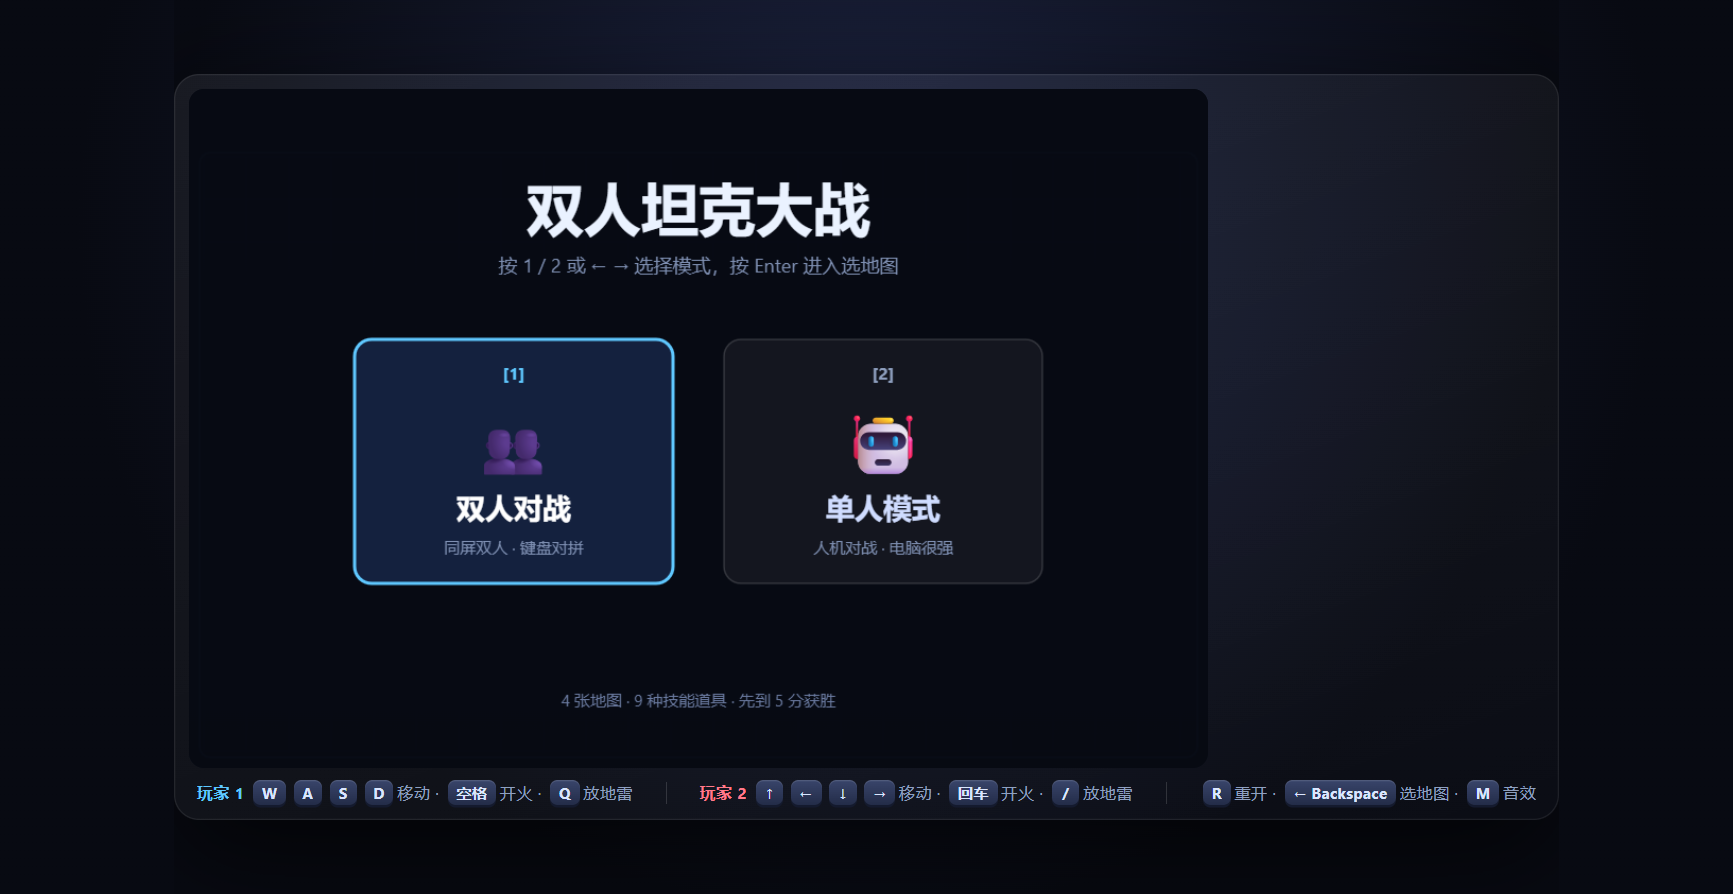 双人坦克大战
按 1 / 2 或 ← → 选择模式，按 Enter 进入选地图
[1]
双人对战
同屏双人 · 键盘对拼
[2]
单人模式
人机对战 · 电脑很强
4 张地图 · 9 种技能道具 · 先到 5 分获胜
玩家 1 W A S D 移动 · 空格 开火 · Q 放地雷
玩家 2 ↑ ← ↓ → 移动 · 回车 开火 · / 放地雷
R 重开 · ← Backspace 选地图 · M 音效